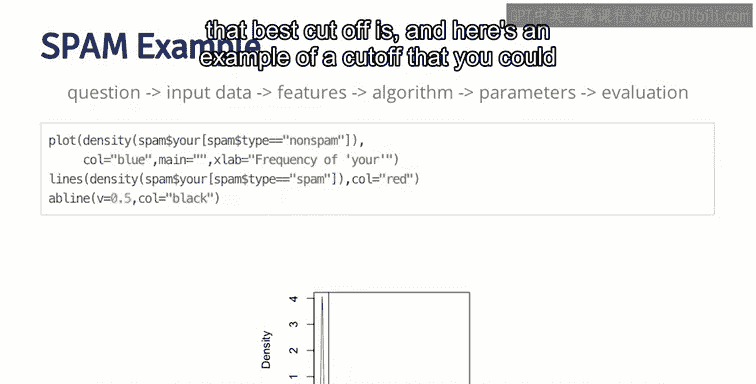 that best cut off is, and here's an
example of a cutoff that you could
SPAM Example
question -> input data -> features -> algorithm -> parameters -> evaluation
plot(density(spam$your[spam$type=="nonspam"]),
col="blue",main="",xlab="Frequency of 'your'")
lines(density(spam$your[spam$type=="spam"]),col="red")
abline(v=0.5,col="black")
Density
4
3
2
1